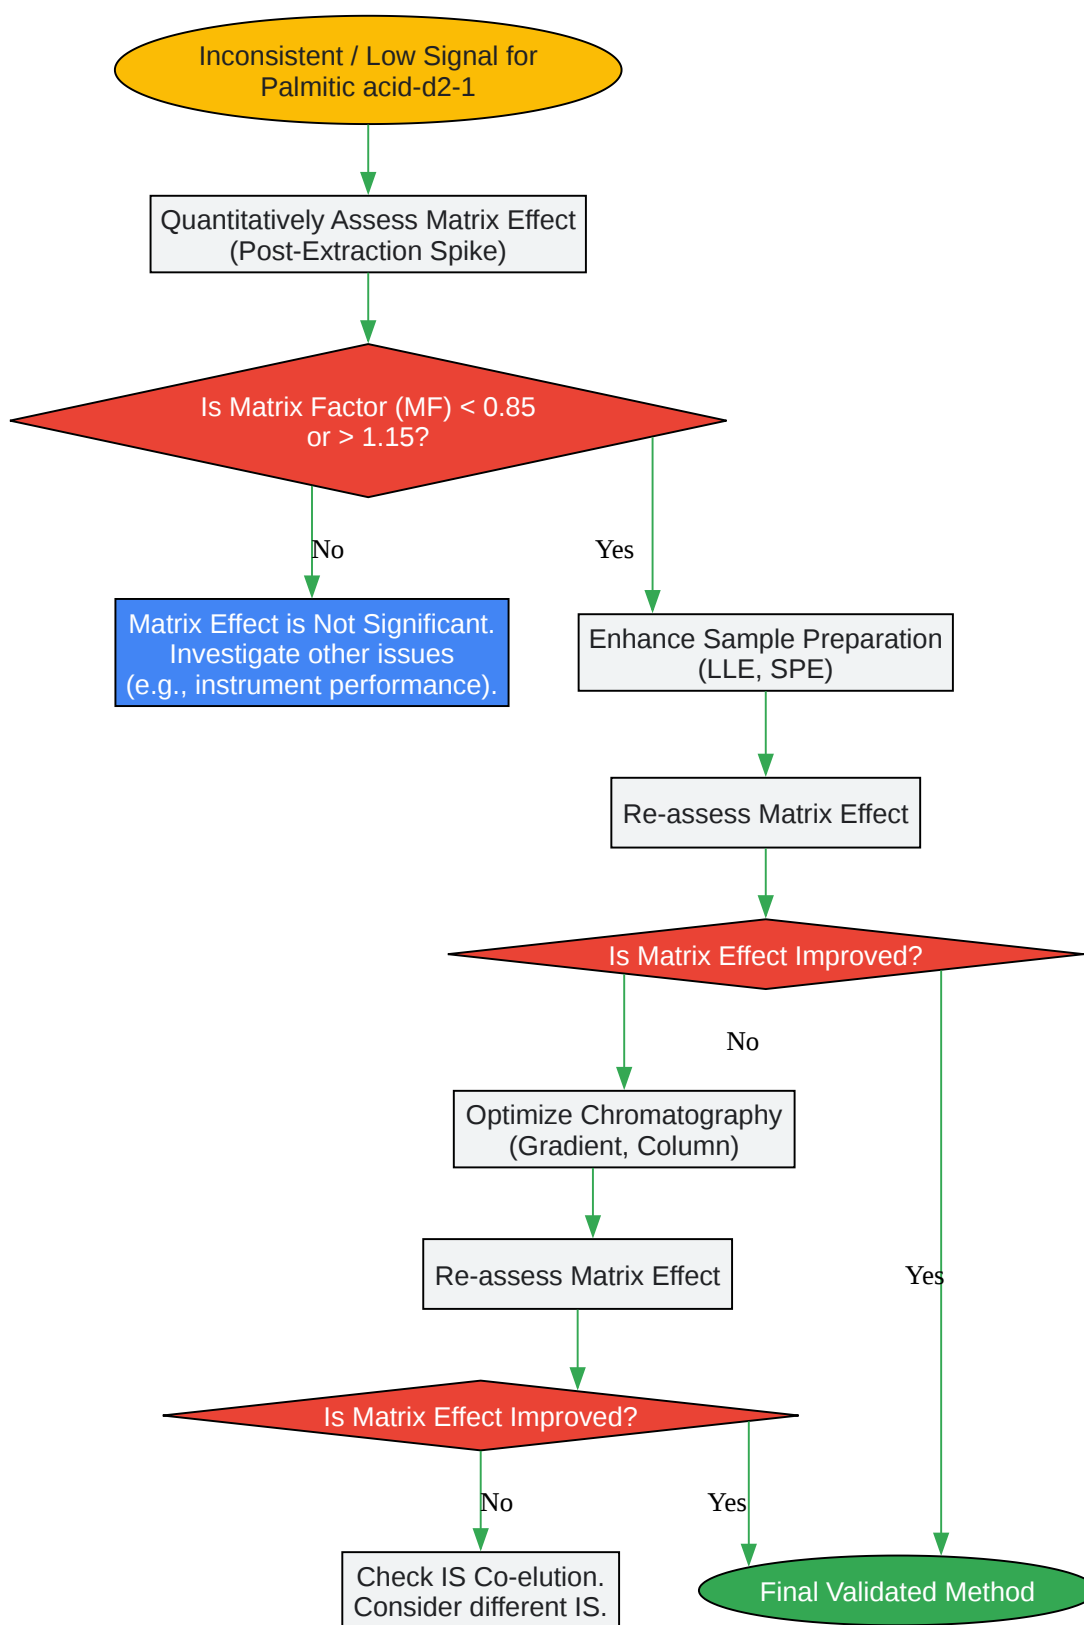 Inconsistent / Low Signal for
Palmitic acid-d2-1
Quantitatively Assess Matrix Effect
(Post-Extraction Spike)
Is Matrix Factor (MF) < 0.85
or > 1.15?
No
Yes
Matrix Effect is Not Significant.
Investigate other issues
(e.g., instrument performance).
Enhance Sample Preparation
(LLE, SPE)
Re-assess Matrix Effect
Is Matrix Effect Improved?
No
Optimize Chromatography
(Gradient, Column)
Re-assess Matrix Effect
Yes
Is Matrix Effect Improved?
No
Yes
Check IS Co-elution.
Consider different IS.
Final Validated Method